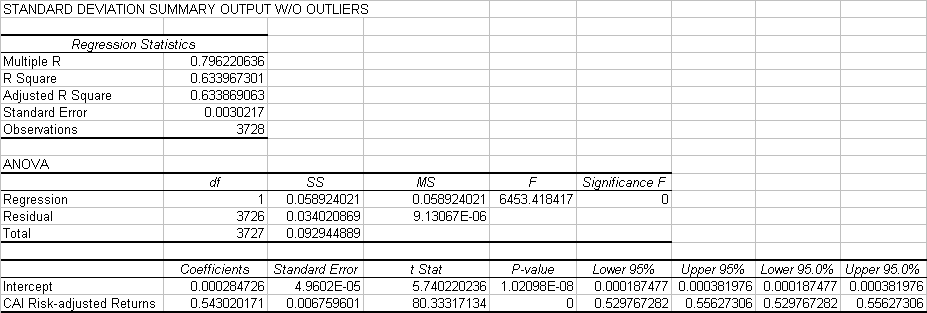 STANDARD DEVIATION SUMMARY OUTPUT W/O OUTLIERS
Regression Statistics
Multiple R 0.796220636
R Square 0.633967301
Adjusted R Square 0.633869063
Standard Error 0.0030217
Observations 3728
ANOVA
df SS MS F Significance F
Regression 1 0.058924021 0.058924021 6453.418417 0
Residual 3726 0.034020869 9.13067E-06
Total 3727 0.092944889
Coefficients Standard Error t Stat P-value Lower 95% Upper 95% Lower 95.0% Upper 95.0%
Intercept 0.000284726 4.9602E-05 5.740220236 1.02098E-08 0.000187477 0.000381976 0.000187477 0.000381976
CAI Risk-adjusted Returns 0.543020171 0.006759601 80.33317134 0 0.529767282 0.55627306 0.529767282 0.55627306